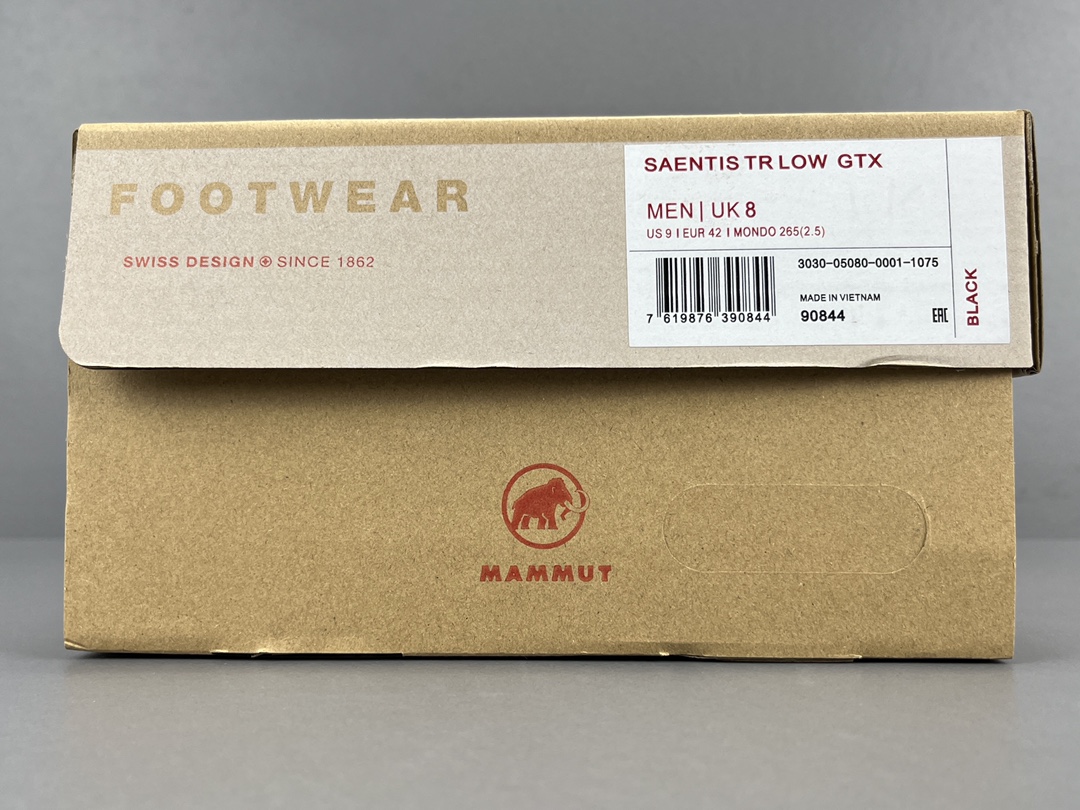 FOOTWEAR
SWISS DESIGN SINCE 1862
SAENTIS TR LOW GTX
MEN | UK 8
US 9 I EUR 42 I MONDO 265(2.5)
3030-05080-0001-1075
MADE IN VIETNAM
90844
7 619876 390844
EAC
BLACK
MAMMUT